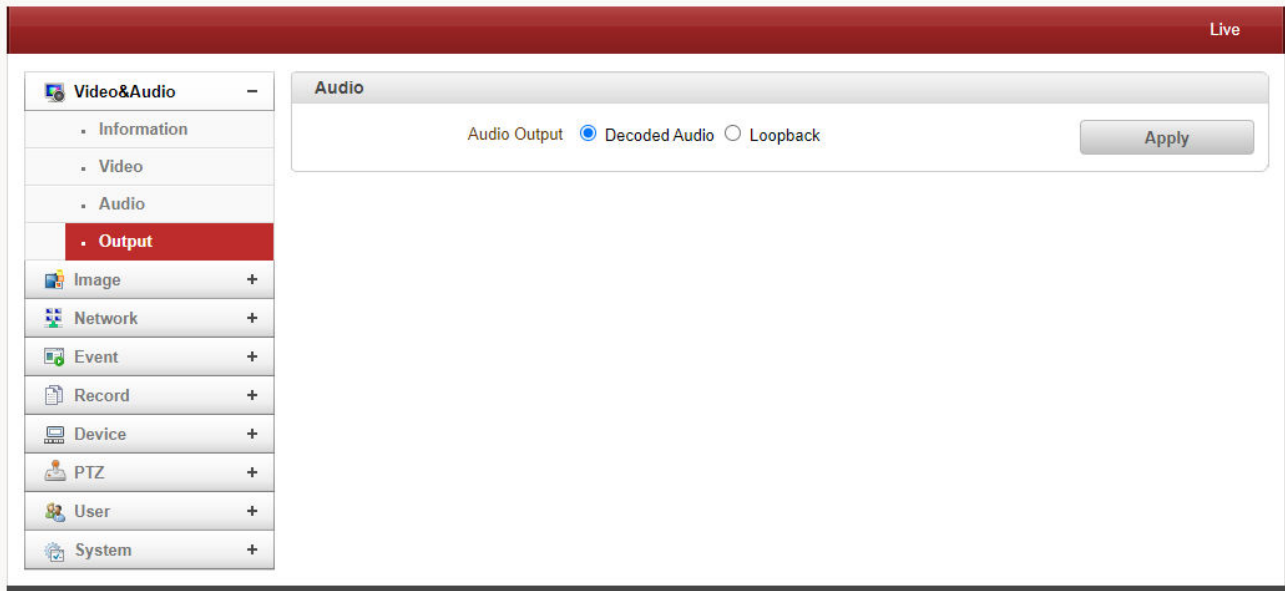 Live
Video&Audio −
Information
Video
Audio
Output
Image +
Network +
Event +
Record +
Device +
PTZ +
User +
System +
Audio
Audio Output Decoded Audio Loopback Apply